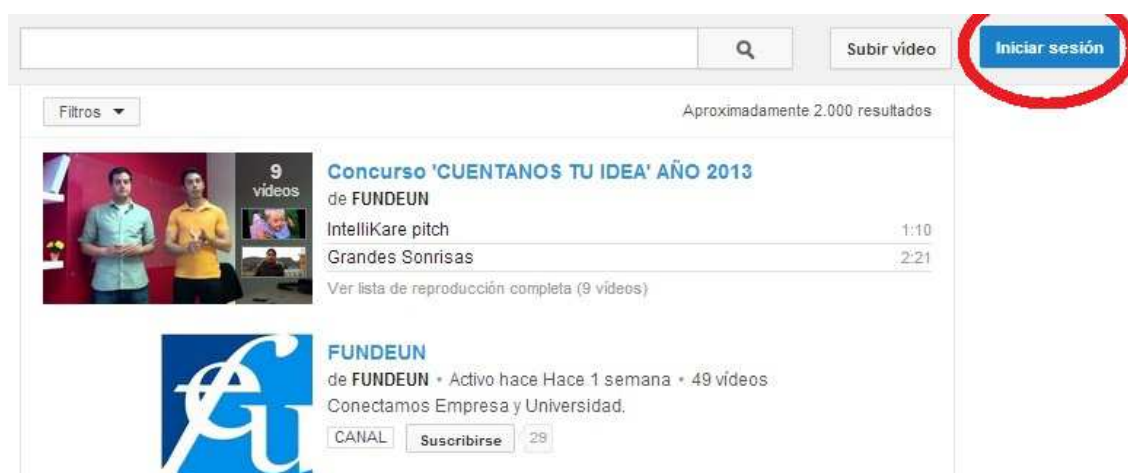 Subir vídeo
Iniciar sesión
Filtros
Aproximadamente 2.000 resultados
9
vídeos
Concurso 'CUENTANOS TU IDEA' AÑO 2013
de FUNDEUN
IntelliKare pitch 1:10
Grandes Sonrisas 2:21
Ver lista de reproducción completa (9 vídeos)
FUNDEUN
de FUNDEUN • Activo hace Hace 1 semana • 49 vídeos
Conectamos Empresa y Universidad.
CANAL Suscribirse 29